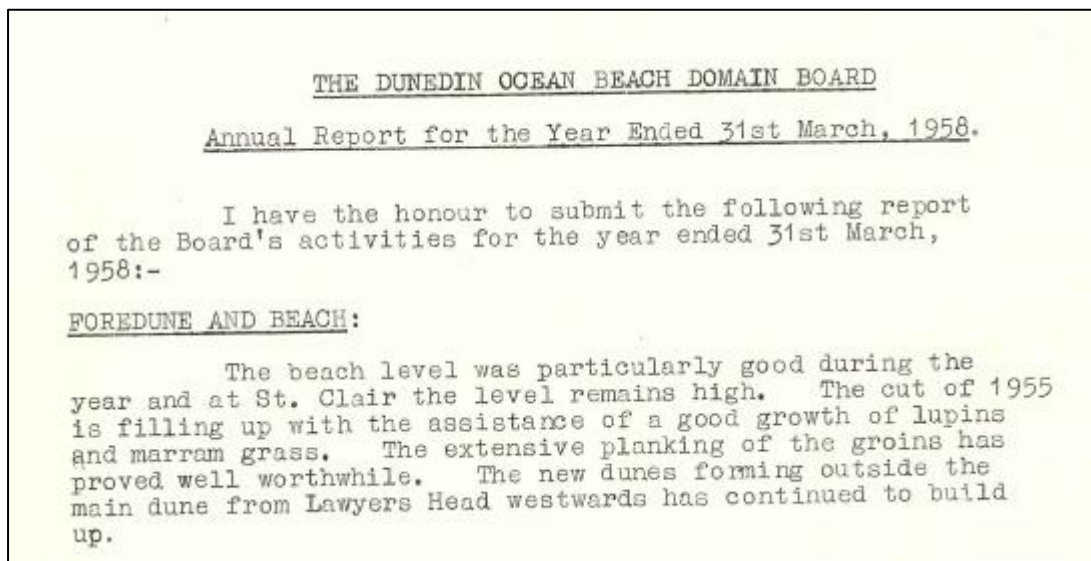 THE DUNEDIN OCEAN BEACH DOMAIN BOARD
Annual Report for the Year Ended 31st March, 1958.
I have the honour to submit the following report
of the Board's activities for the year ended 31st March,
1958:-
FOREDUNE AND BEACH:
The beach level was particularly good during the
year and at St. Clair the level remains high. The cut of 1955
is filling up with the assistance of a good growth of lupins
and marram grass. The extensive planking of the groins has
proved well worthwhile. The new dunes forming outside the
main dune from Lawyers Head westwards has continued to build
up.